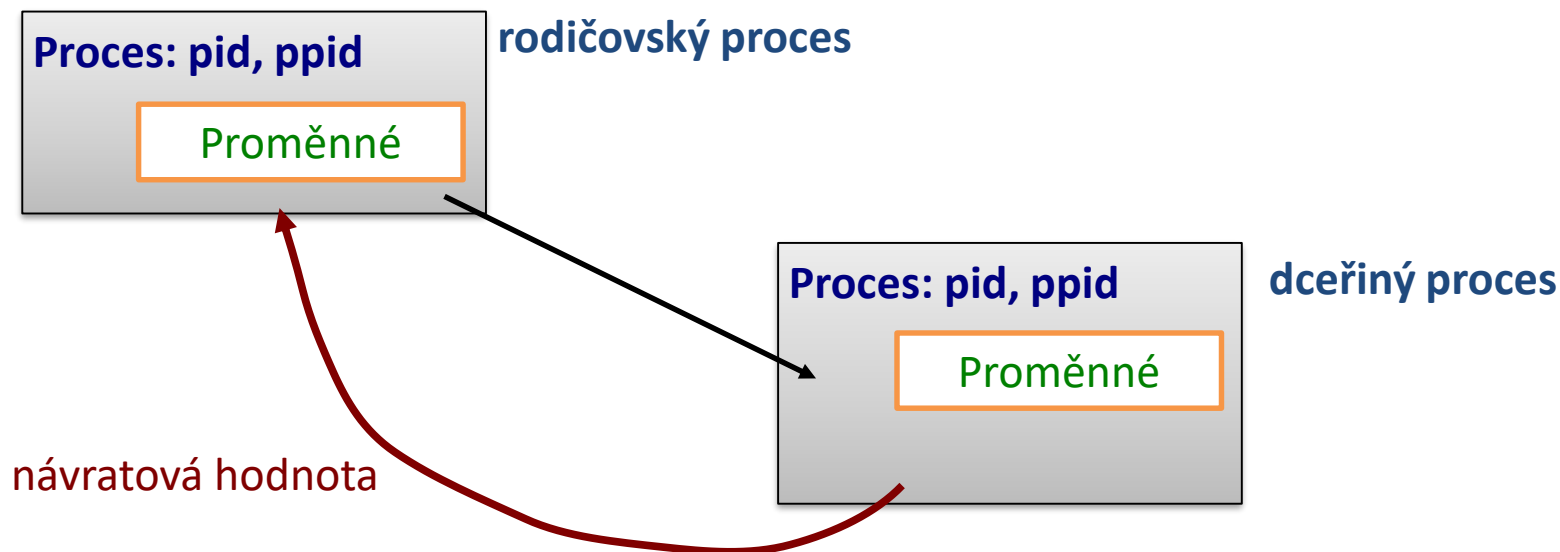 Proces: pid, ppid
rodičovský proces
Proměnné
Proces: pid, ppid
dceřiný proces
Proměnné
návratová hodnota